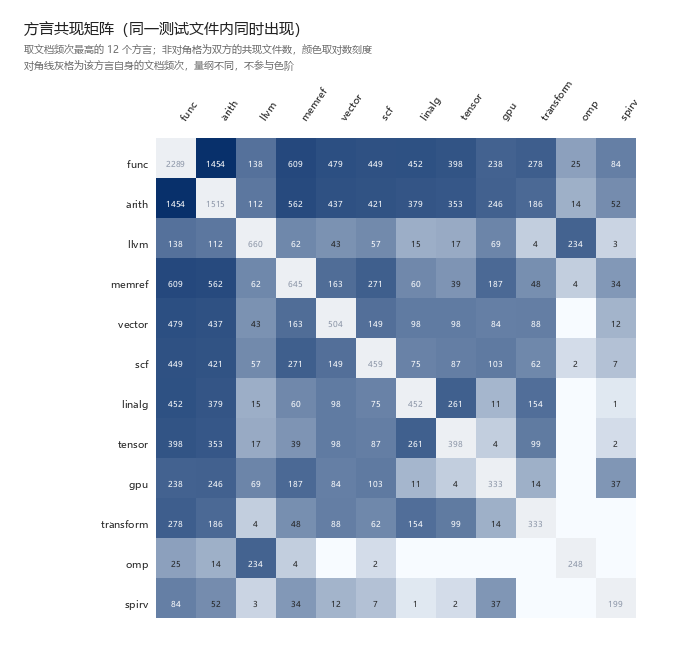 方言共现矩阵（同一测试文件内同时出现）
取文档频次最高的 12 个方言；非对角格为双方的共现文件数，颜色取对数刻度
对角线灰格为该方言自身的文档频次，量纲不同，不参与色阶
func arith llvm memref vector scf linalg tensor gpu transform omp spirv
func 2289 1454 138 609 479 449 452 398 238 278 25 84
arith 1454 1515 112 562 437 421 379 353 246 186 14 52
llvm 138 112 660 62 43 57 15 17 69 4 234 3
memref 609 562 62 645 163 271 60 39 187 48 4 34
vector 479 437 43 163 504 149 98 98 84 88 12
scf 449 421 57 271 149 459 75 87 103 62 2 7
linalg 452 379 15 60 98 75 452 261 11 154 1
tensor 398 353 17 39 98 87 261 398 4 99 2
gpu 238 246 69 187 84 103 11 4 333 14 37
transform 278 186 4 48 88 62 154 99 14 333
omp 25 14 234 4 2 248
spirv 84 52 3 34 12 7 1 2 37 199